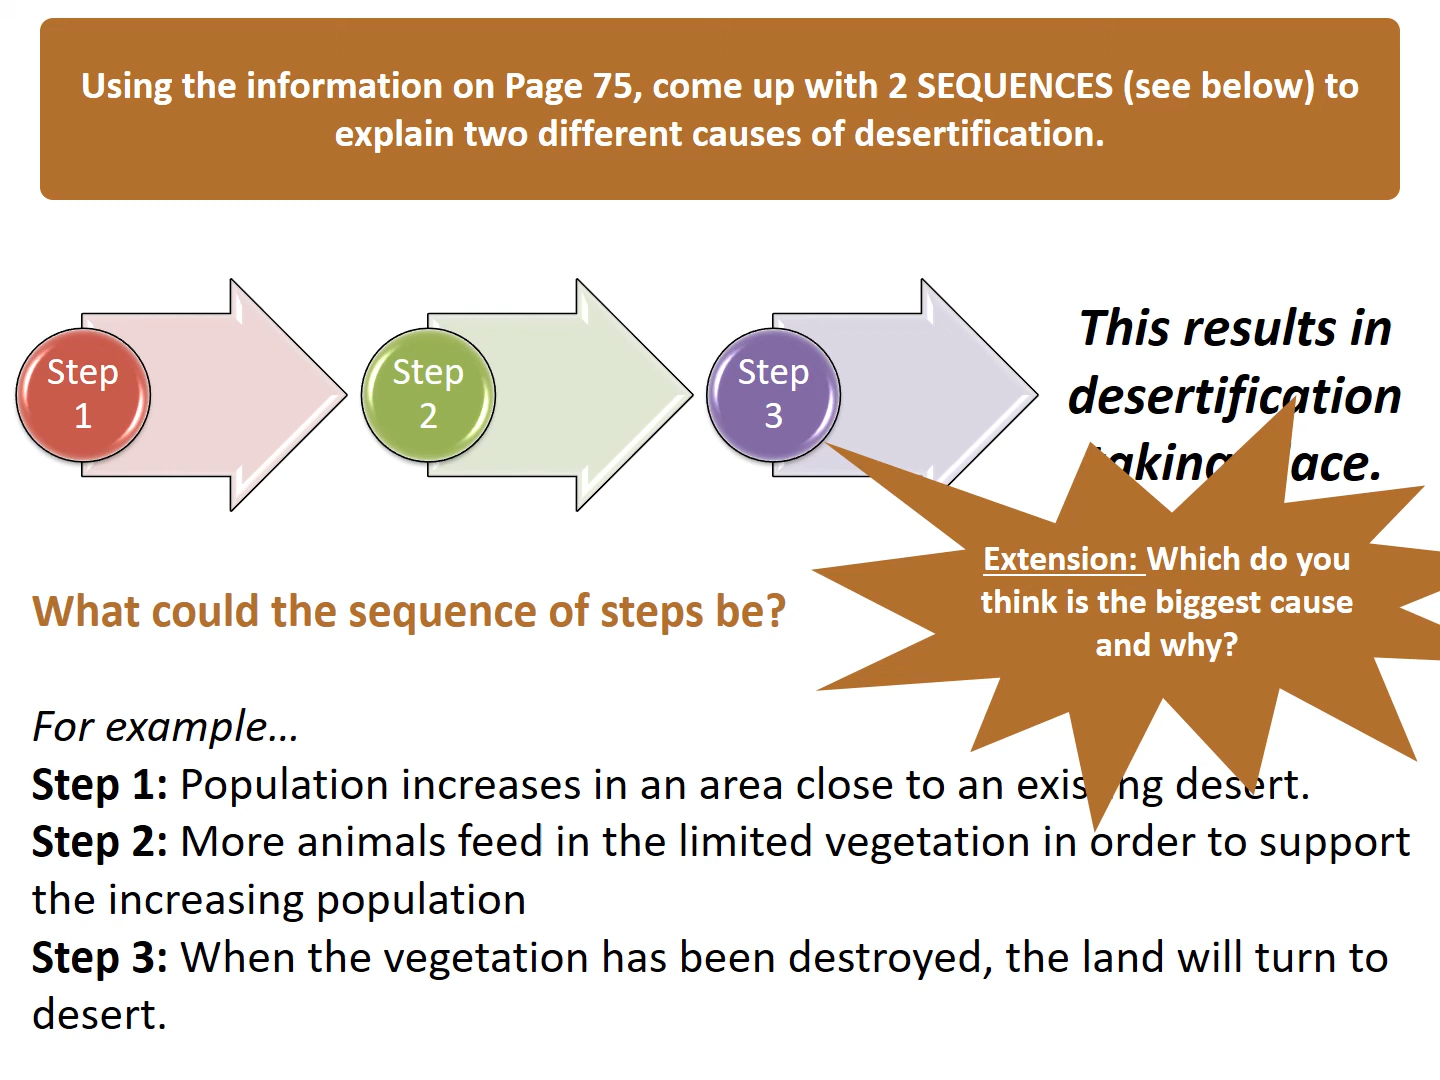 Using the information on Page 75, come up with 2 SEQUENCES (see below) to
explain two different causes of desertification.
Step
1
Step
2
Step
3
This results in
desertification
Extension: Which do you
think is the biggest cause
and why?
What could the sequence of steps be?
For example...
Step 1: Population increases in an area close to an existing desert.
Step 2: More animals feed in the limited vegetation in order to support
the increasing population
Step 3: When the vegetation has been destroyed, the land will turn to
desert.